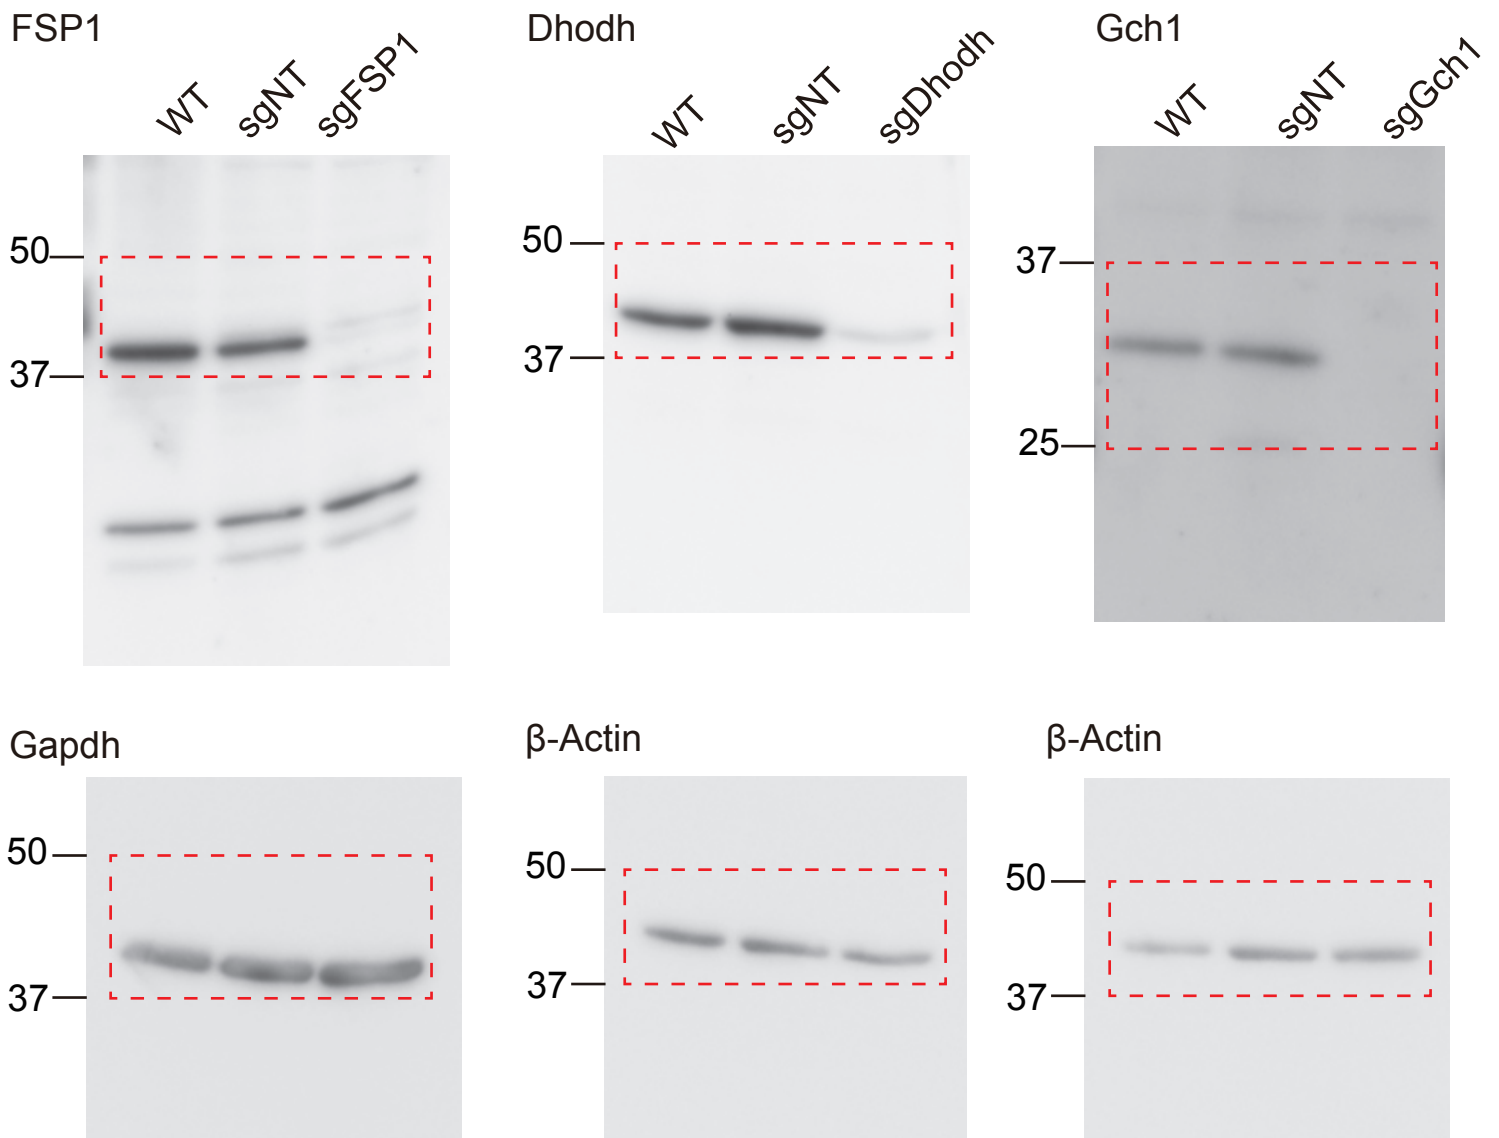 FSP1
WT sgNT sgFSP1
50
37
Dhodh
WT sgNT sgDhodh
50
37
Gch1
WT sgNT sgGch1
37
25
Gapdh
50
37
β-Actin
50
37
β-Actin
50
37